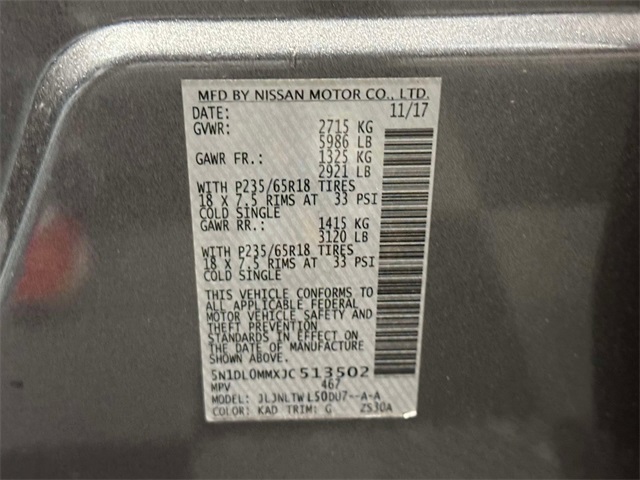 MFD BY NISSAN MOTOR CO., LTD.
DATE: 11/17
GVWR: 2715 KG
5986 LB
GAWR FR.: 1325 KG
2921 LB
WITH P235/65R18 TIRES
18 X 7.5 RIMS AT 33 PSI
COLD SINGLE
GAWR RR.: 1415 KG
3120 LB
WITH P235/65R18 TIRES
18 X 7.5 RIMS AT 33 PSI
COLD SINGLE
THIS VEHICLE CONFORMS TO
ALL APPLICABLE FEDERAL
MOTOR VEHICLE SAFETY AND
THEFT PREVENTION
STANDARDS IN EFFECT ON
THE DATE OF MANUFACTURE
SHOWN ABOVE.
5N1DL0MMXJC513502
MPV 467
MODEL: JLJNLTWL50DU7--A-A
COLOR: KAD TRIM: G ZS30A